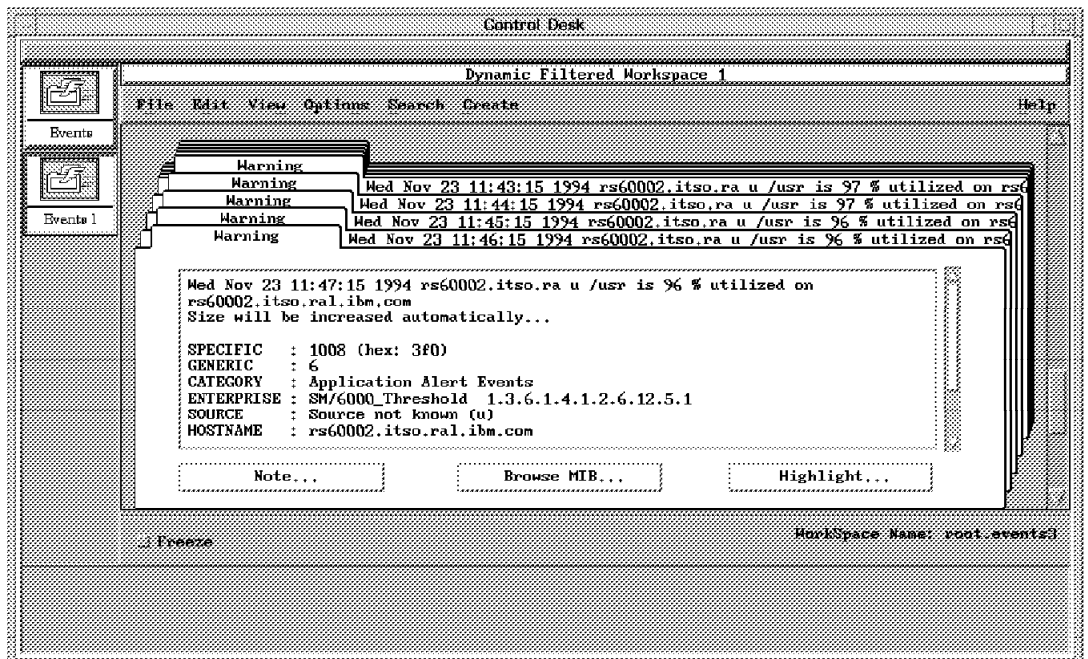 Control Desk
Dynamic Filtered Workspace 1
File Edit View Options Search Create Help
Events
Events 1
Warning
Warning
Wed Nov 23 11:43:15 1994 rs60002.itso.ra u /usr is 97 % utilized on rs6
Warning
Wed Nov 23 11:44:15 1994 rs60002.itso.ra u /usr is 97 % utilized on rs6
Warning
Wed Nov 23 11:45:15 1994 rs60002.itso.ra u /usr is 96 % utilized on rs6
Warning
Wed Nov 23 11:46:15 1994 rs60002.itso.ra u /usr is 96 % utilized on rs6
Wed Nov 23 11:47:15 1994 rs60002.itso.ra u /usr is 96 % utilized on
rs60002.itso.ral.ibm.com
Size will be increased automatically...
SPECIFIC : 1008 (hex: 3f0)
GENERIC : 6
CATEGORY : Application Alert Events
ENTERPRISE : SM/6000_Threshold 1.3.6.1.4.1.2.6.12.5.1
SOURCE : Source not known (u)
HOSTNAME : rs60002.itso.ral.ibm.com
Note... Browse MIB... Highlight...
Freeze
WorkSpace Name: root.events3